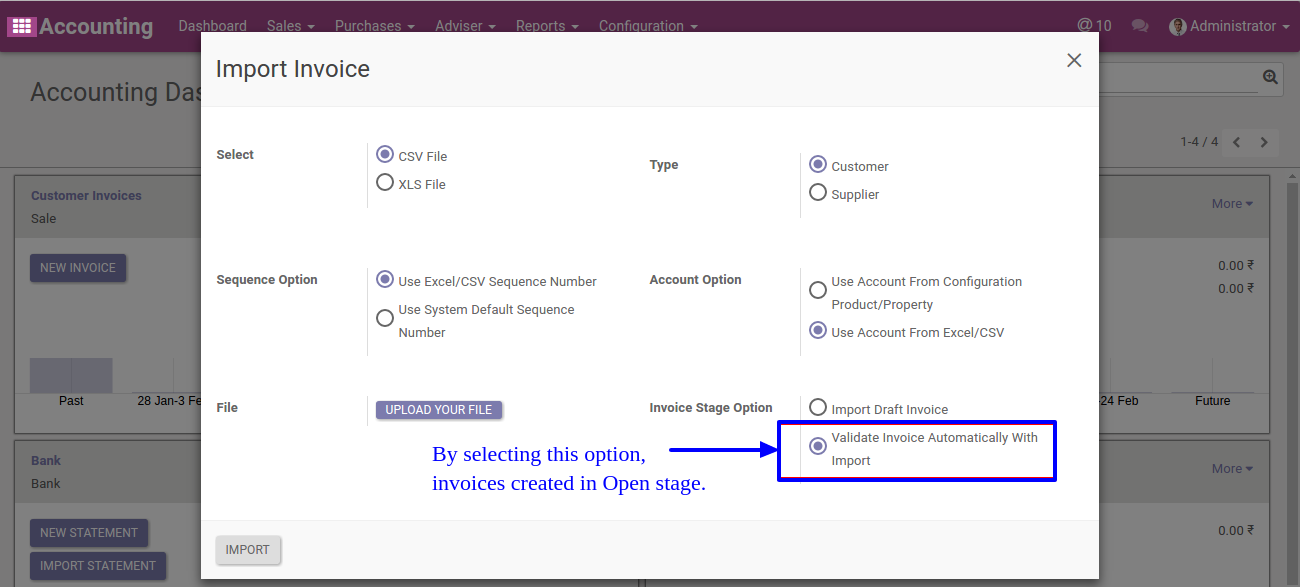 Accounting
Dashboard Sales Purchases Adviser Reports Configuration
@ 10
Administrator
Accounting Das
1-4 / 4
Import Invoice
Select
CSV File
XLS File
Type
Customer
Supplier
Sequence Option
Use Excel/CSV Sequence Number
Use System Default Sequence
Number
Account Option
Use Account From Configuration
Product/Property
Use Account From Excel/CSV
File
UPLOAD YOUR FILE
Invoice Stage Option
Import Draft Invoice
Validate Invoice Automatically With
Import
By selecting this option,
invoices created in Open stage.
IMPORT
Customer Invoices
Sale
NEW INVOICE
Past
28 Jan-3 Fe
More
0.00 ₹
0.00 ₹
-24 Feb
Future
Bank
Bank
NEW STATEMENT
IMPORT STATEMENT
More
0.00 ₹